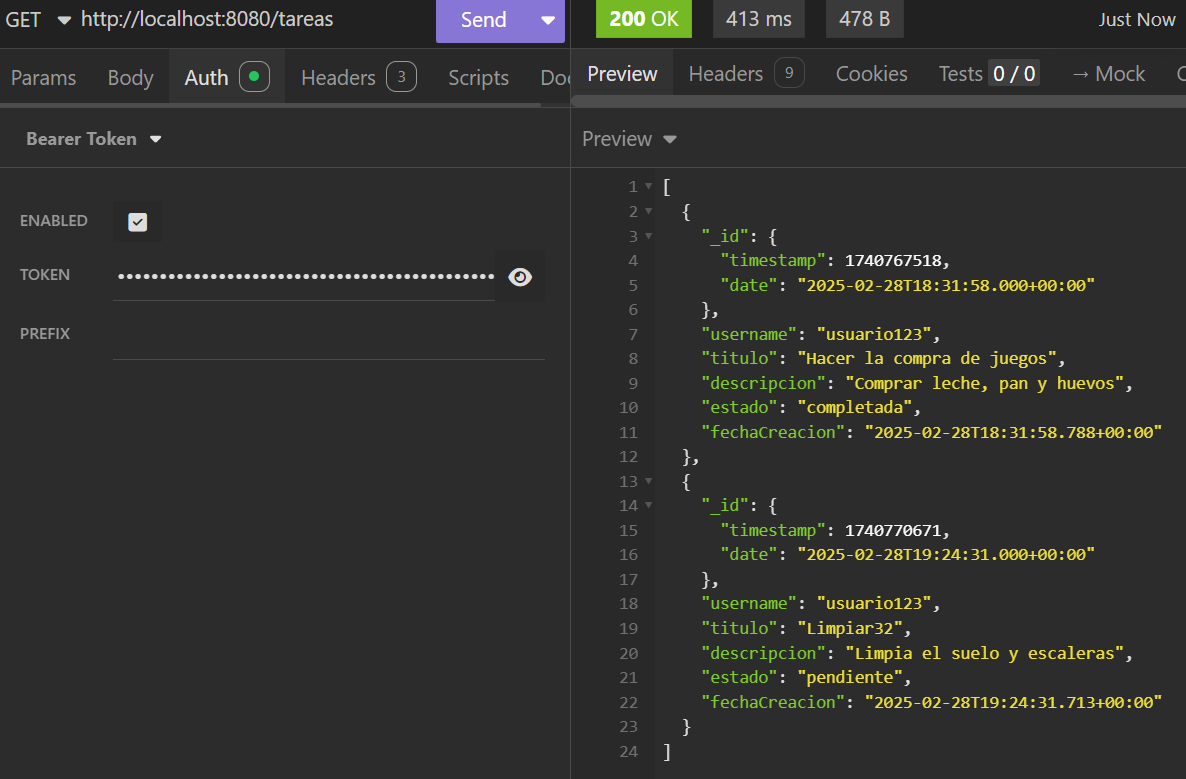 GET http://localhost:8080/tareas Send 200 OK 413 ms 478 B Just Now
Params Body Auth Headers 3 Scripts
Preview Headers 9 Cookies Tests 0 / 0 → Mock
Bearer Token
Preview
ENABLED
TOKEN ••••••••••••••••••••••••••••••••••••••
PREFIX
1 [
2 {
3 "_id": {
4 "timestamp": 1740767518,
5 "date": "2025-02-28T18:31:58.000+00:00"
6 },
7 "username": "usuario123",
8 "titulo": "Hacer la compra de juegos",
9 "descripcion": "Comprar leche, pan y huevos",
10 "estado": "completada",
11 "fechaCreacion": "2025-02-28T18:31:58.788+00:00"
12 },
13 {
14 "_id": {
15 "timestamp": 1740770671,
16 "date": "2025-02-28T19:24:31.000+00:00"
17 },
18 "username": "usuario123",
19 "titulo": "Limpiar32",
20 "descripcion": "Limpia el suelo y escaleras",
21 "estado": "pendiente",
22 "fechaCreacion": "2025-02-28T19:24:31.713+00:00"
23 }
24 ]